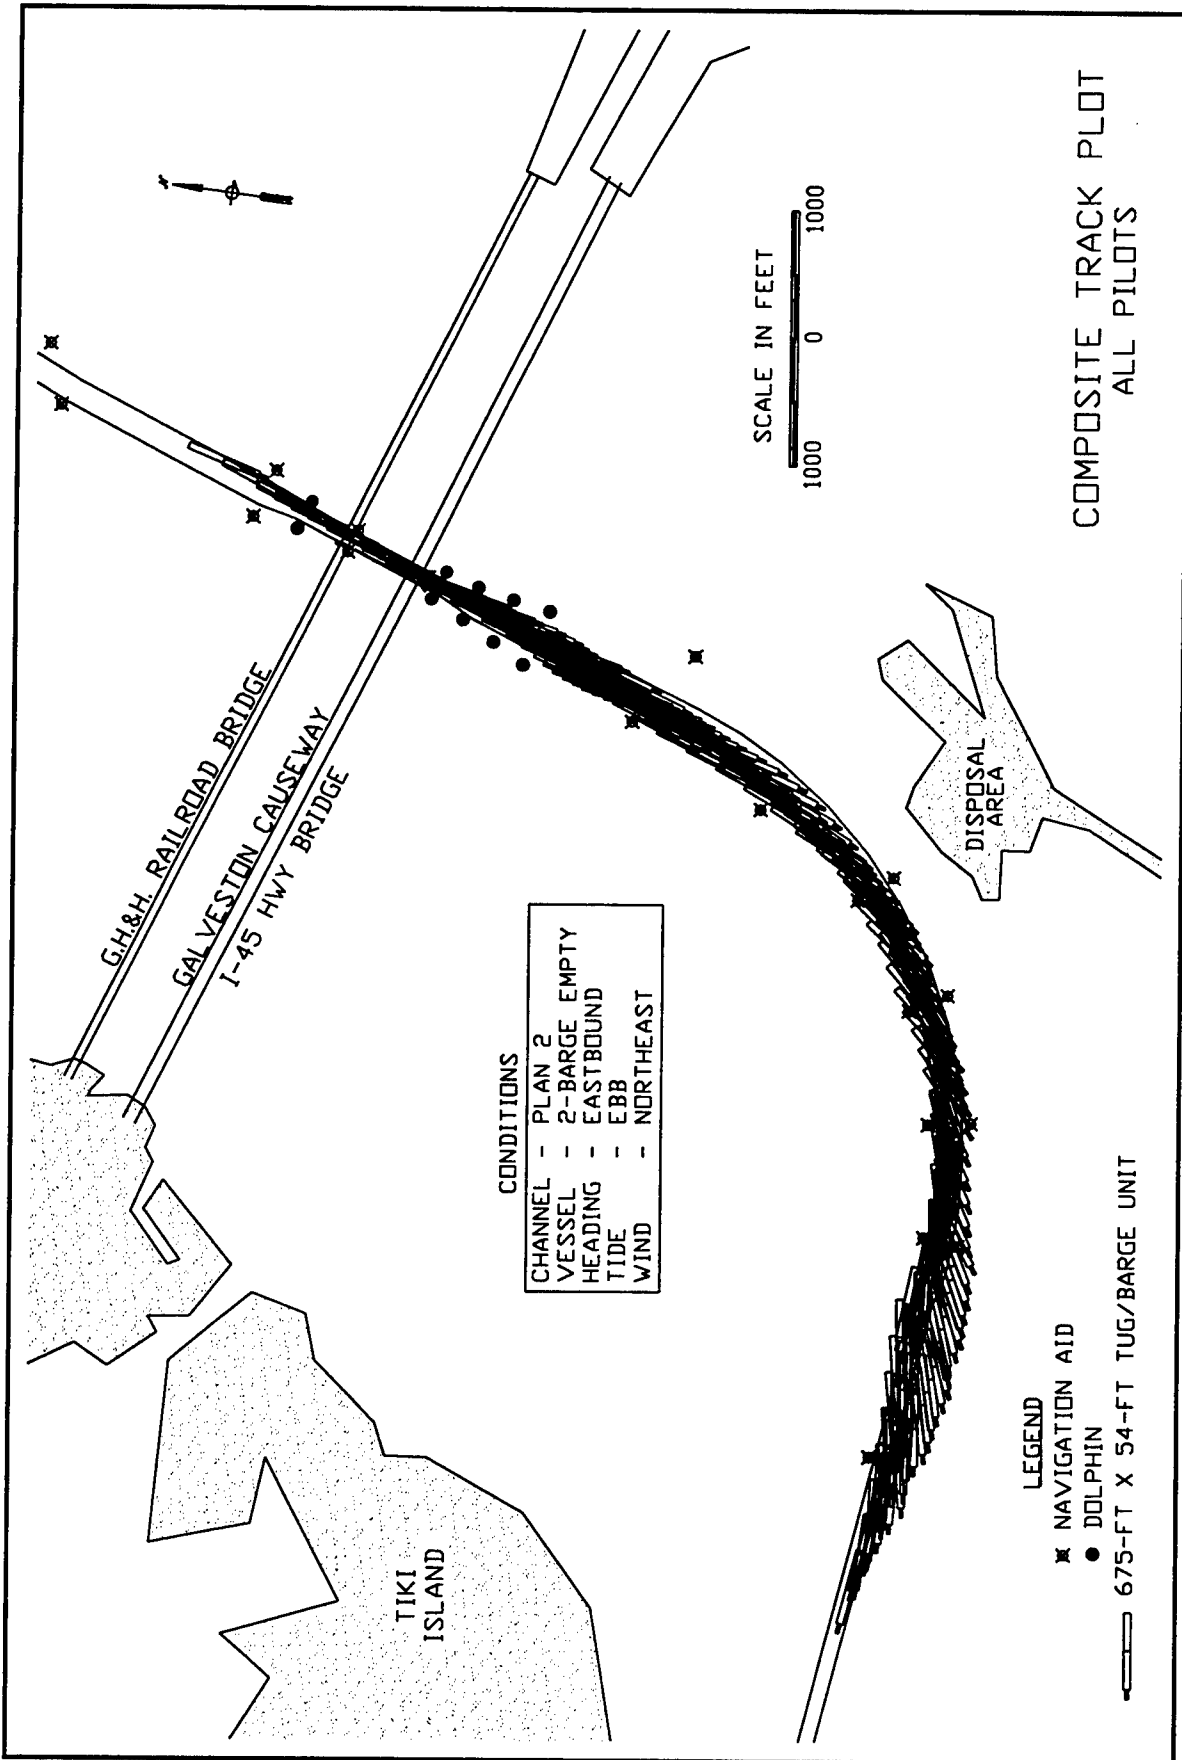 N
G.H.&H. RAILROAD BRIDGE
GALVESTON CAUSEWAY
I-45 HWY BRIDGE
TIKI
ISLAND
CONDITIONS
CHANNEL - PLAN 2
VESSEL - 2-BARGE EMPTY
HEADING - EASTBOUND
TIDE - EBB
WIND - NORTHEAST
SCALE IN FEET
1000 0 1000
DISPOSAL
AREA
LEGEND
NAVIGATION AID
DOLPHIN
675-FT X 54-FT TUG/BARGE UNIT
COMPOSITE TRACK PLOT
ALL PILOTS